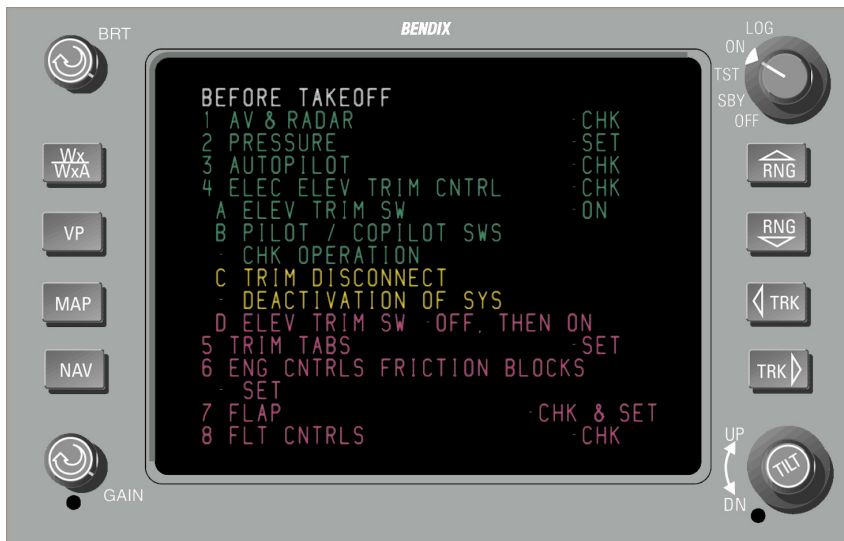 BENDIX
BRT
LOG
ON
TST
SBY
OFF
Wx
WxA
VP
MAP
NAV
GAIN
BEFORE TAKEOFF
1 AV & RADAR -CHK
2 PRESSURE -SET
3 AUTOPILOT -CHK
4 ELEC ELEV TRIM CNTRL -CHK
A ELEV TRIM SW -ON
B PILOT / COPILOT SWS
- CHK OPERATION
C TRIM DISCONNECT
- DEACTIVATION OF SYS
D ELEV TRIM SW -OFF, THEN ON
5 TRIM TABS -SET
6 ENG CNTRLS FRICTION BLOCKS
- SET
7 FLAP -CHK & SET
8 FLT CNTRLS -CHK
RNG
RNG
TRK
TRK
UP
TILT
DN